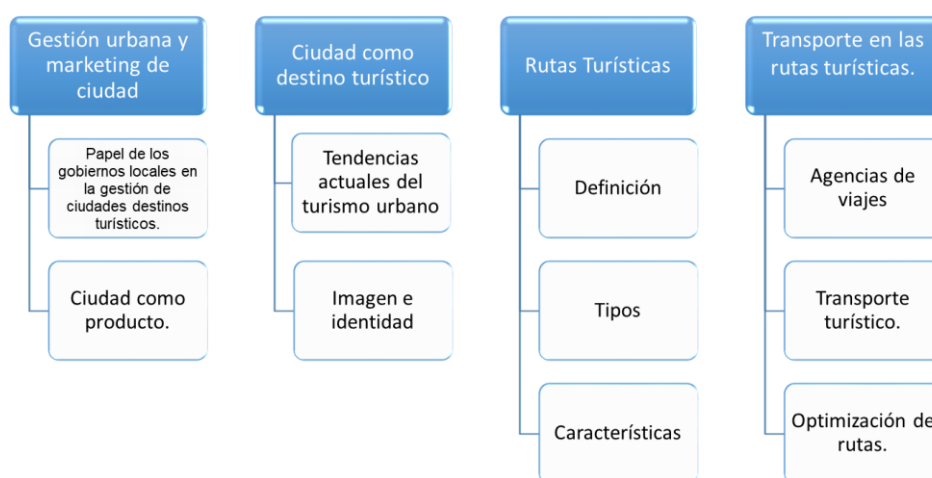 Gestión urbana y
marketing de
ciudad
Papel de los
gobiernos locales en
la gestión de
ciudades destinos
turísticos.
Ciudad como
producto.
Ciudad como
destino turístico
Tendencias
actuales del
turismo urbano
Imagen e
identidad
Rutas Turísticas
Definición
Tipos
Características
Transporte en las
rutas turísticas.
Agencias de
viajes
Transporte
turístico.
Optimización de
rutas.